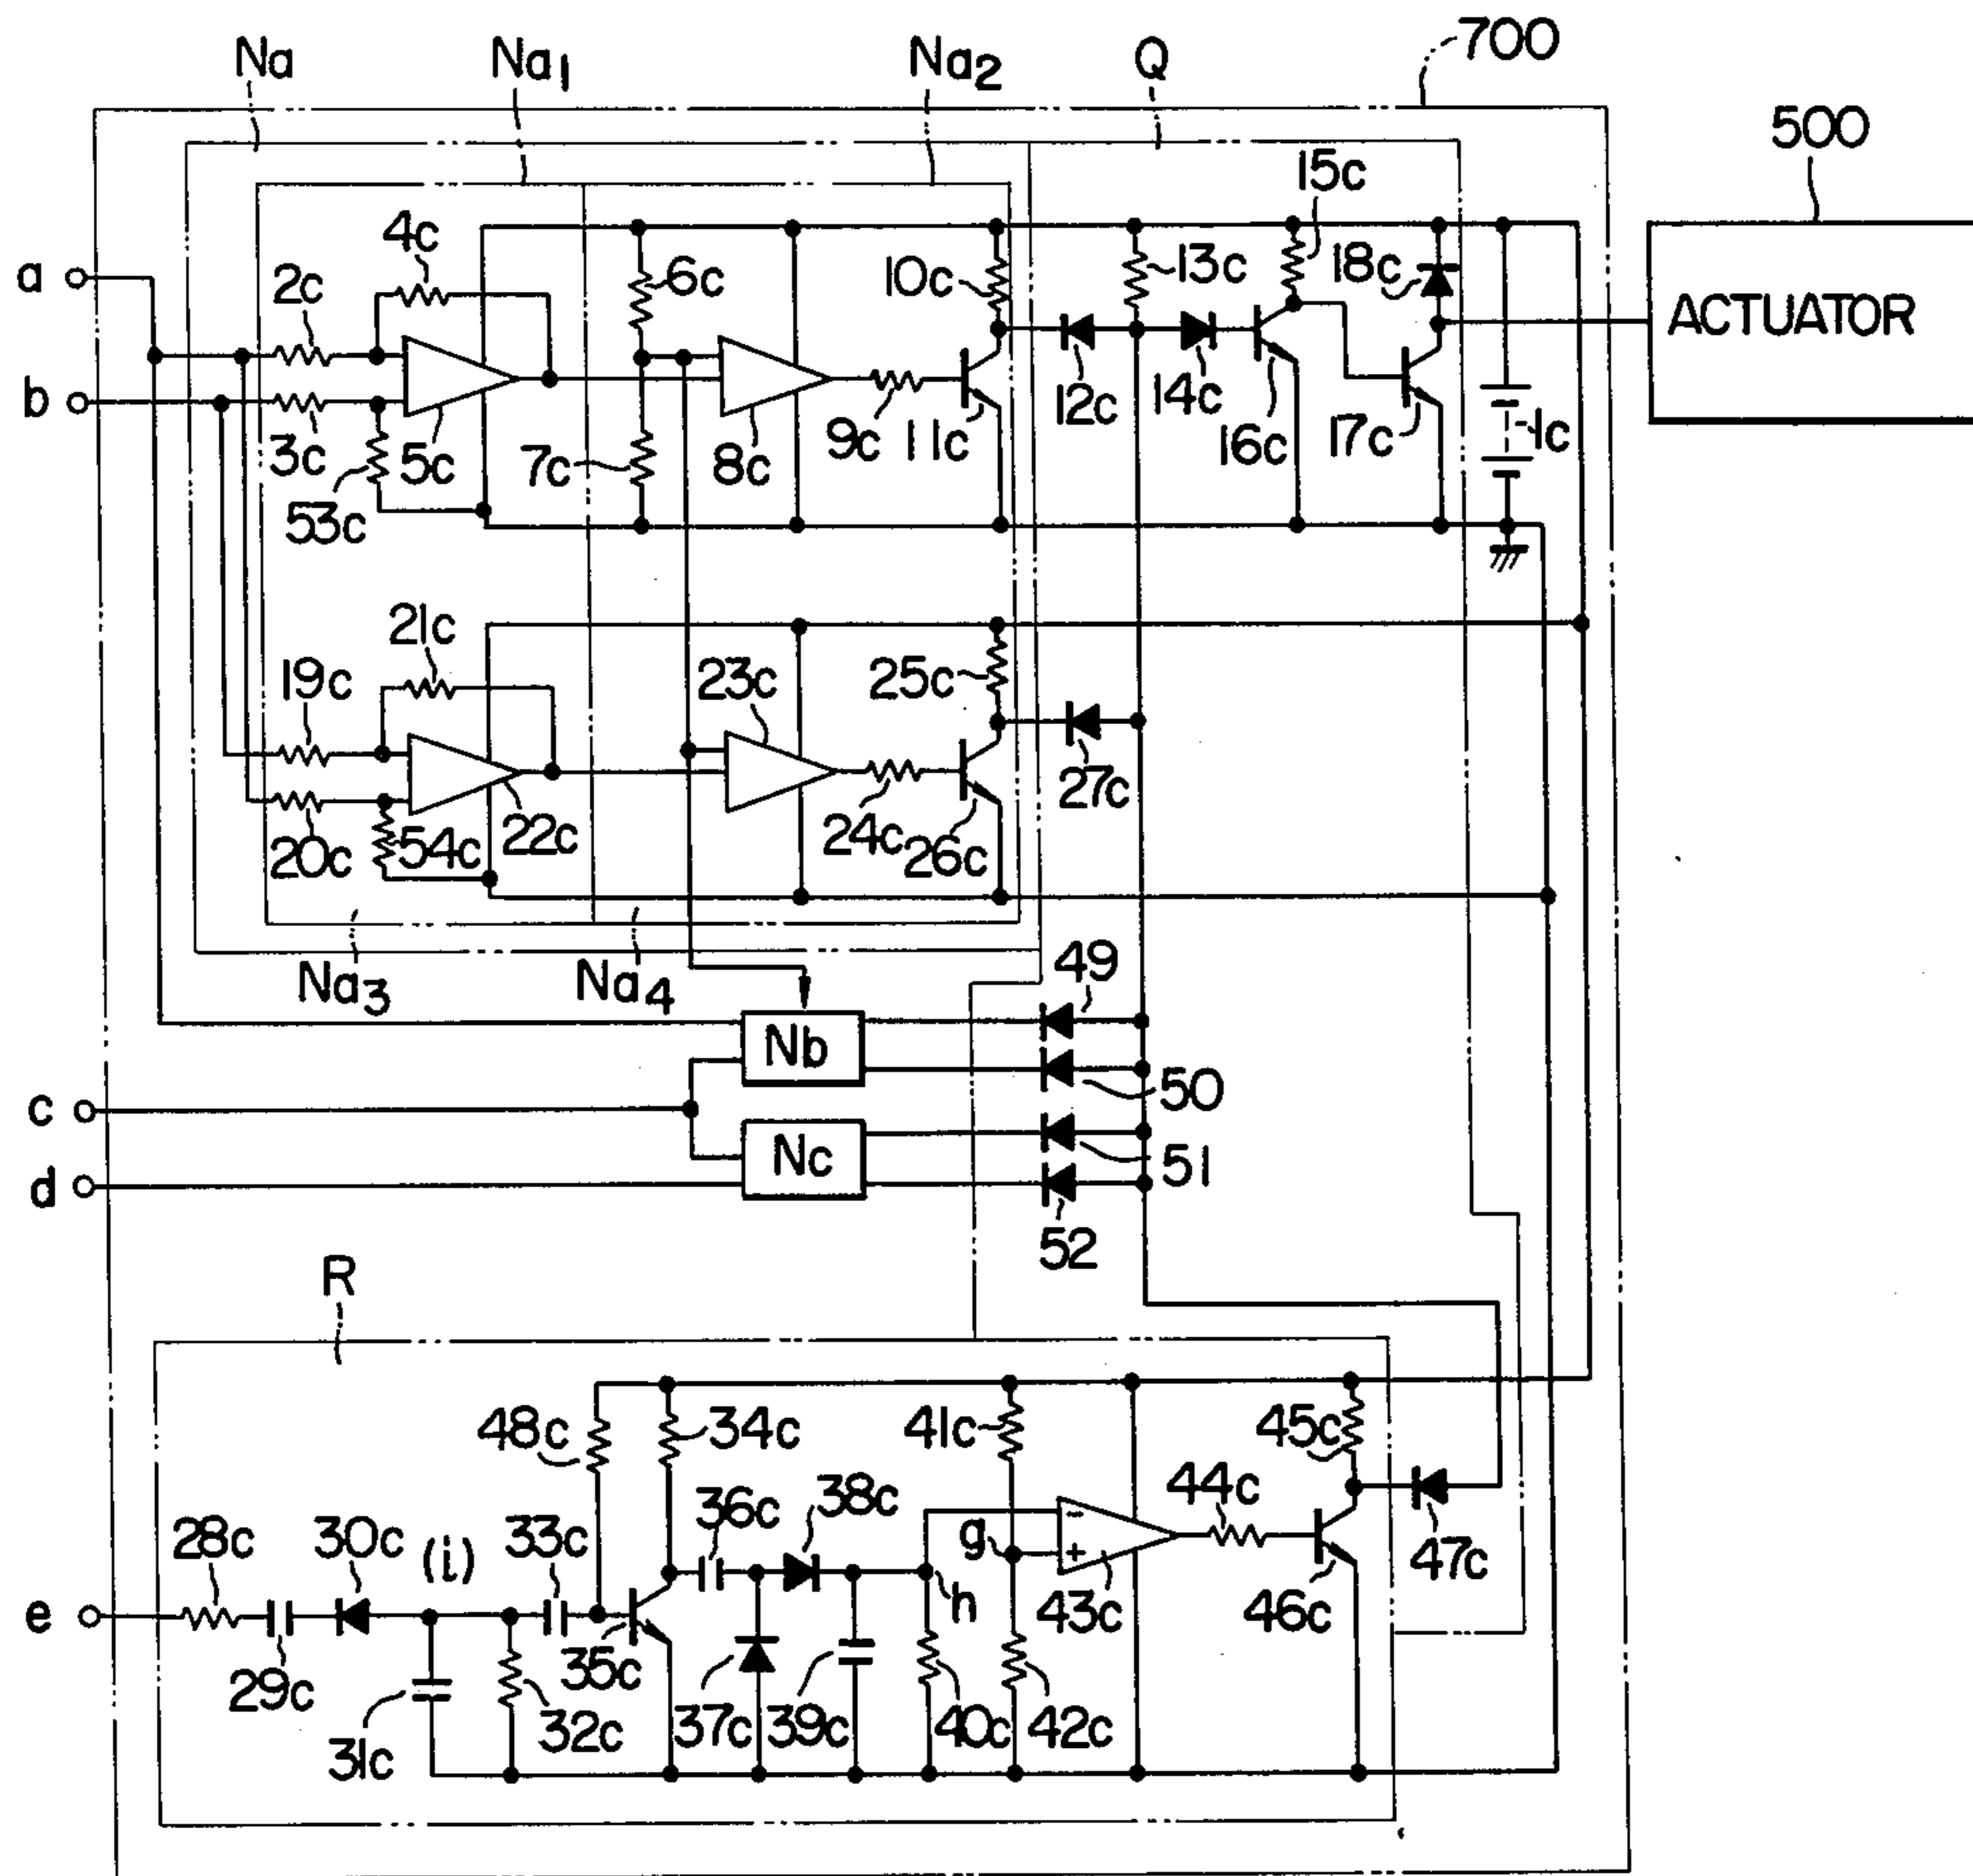 Na Na1 Na2 Q 700
500
15c
4c
a 2c 6c 10c 13c 18c
ACTUATOR
b
3c 5c 7c 8c 9c 11c 12c 14c 16c 17c 1c
53c
21c
19c 23c 25c
27c
20c 54c 22c 24c 26c
Na3 Na4 49
Nb
50
c
Nc 51
d
52
R
48c 34c 41c 45c
28c 30c (i) 33c 36c 38c g - + 44c
h 43c 47c
e
29c 35c 46c
31c 32c 37c 39c 40c 42c